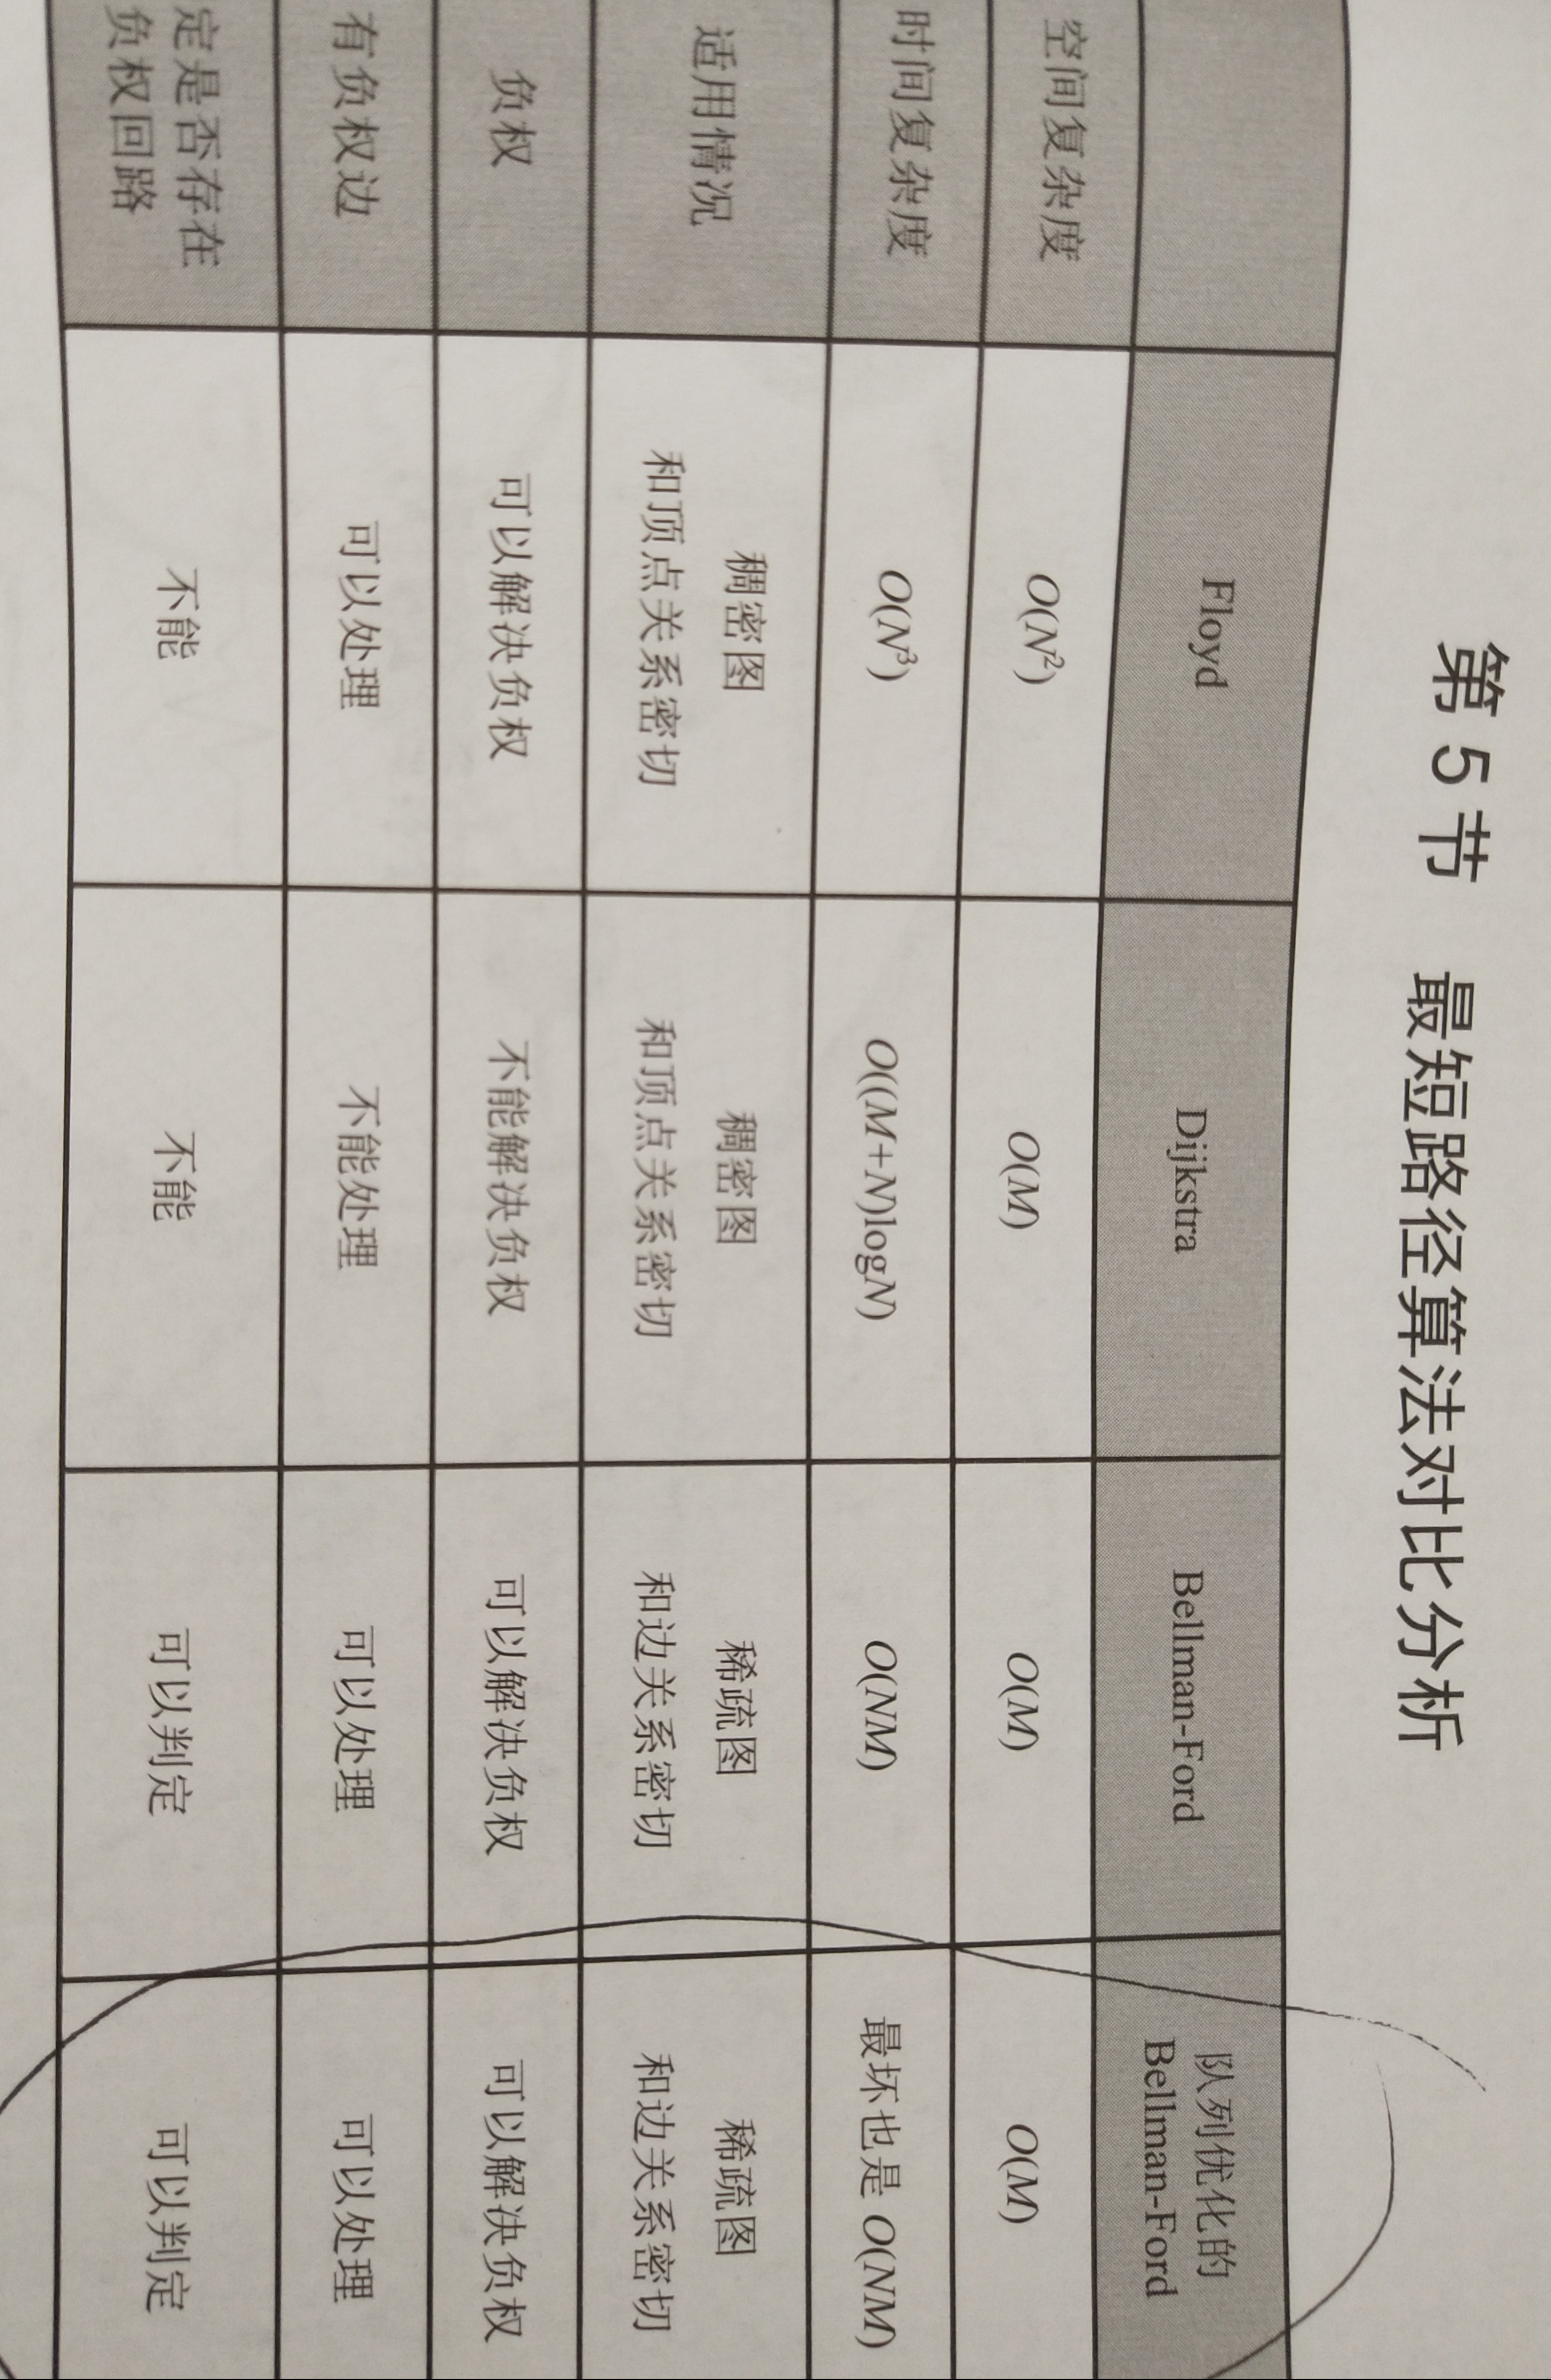 第5节 最短路径算法对比分析
Floyd Dijkstra Bellman-Ford 队列优化的
Bellman-Ford
空间复杂度 O(N²) O(M) O(M) O(M)
时间复杂度 O(N³) O((M+N)logN) O(NM) 最坏也是 O(NM)
适用情况 稠密图 稠密图 稀疏图 稀疏图
和顶点关系密切 和顶点关系密切 和边关系密切 和边关系密切
负权 可以解决负权 不能解决负权 可以解决负权 可以解决负权
有负权边 可以处理 不能处理 可以处理 可以处理
定是否存在
负权回路 不能 不能 可以判定 可以判定